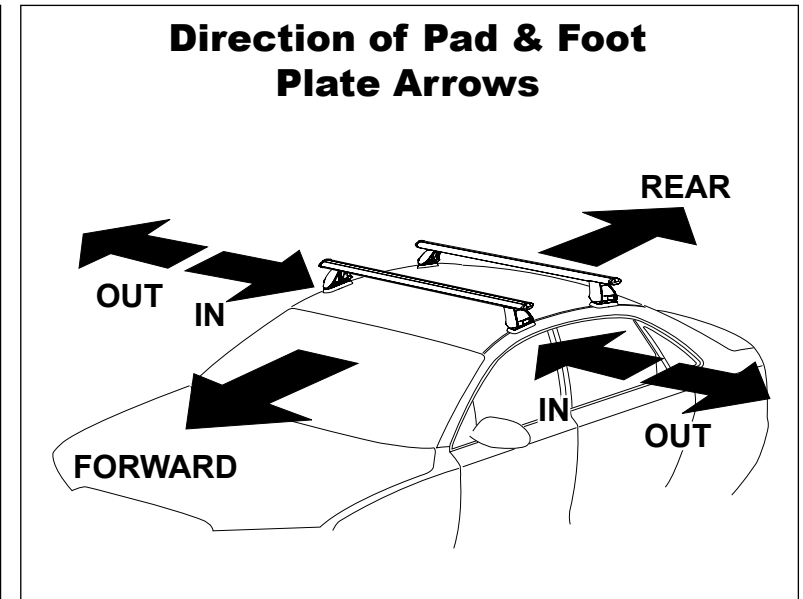 Direction of Pad & Foot
Plate Arrows
REAR
OUT
IN
IN
OUT
FORWARD